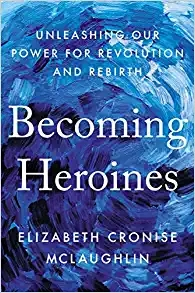 UNLEASHING OUR
POWER FOR REVOLUTION
AND REBIRTH
Becoming
Heroines
ELIZABETH CRONISE
MCLAUGHLIN